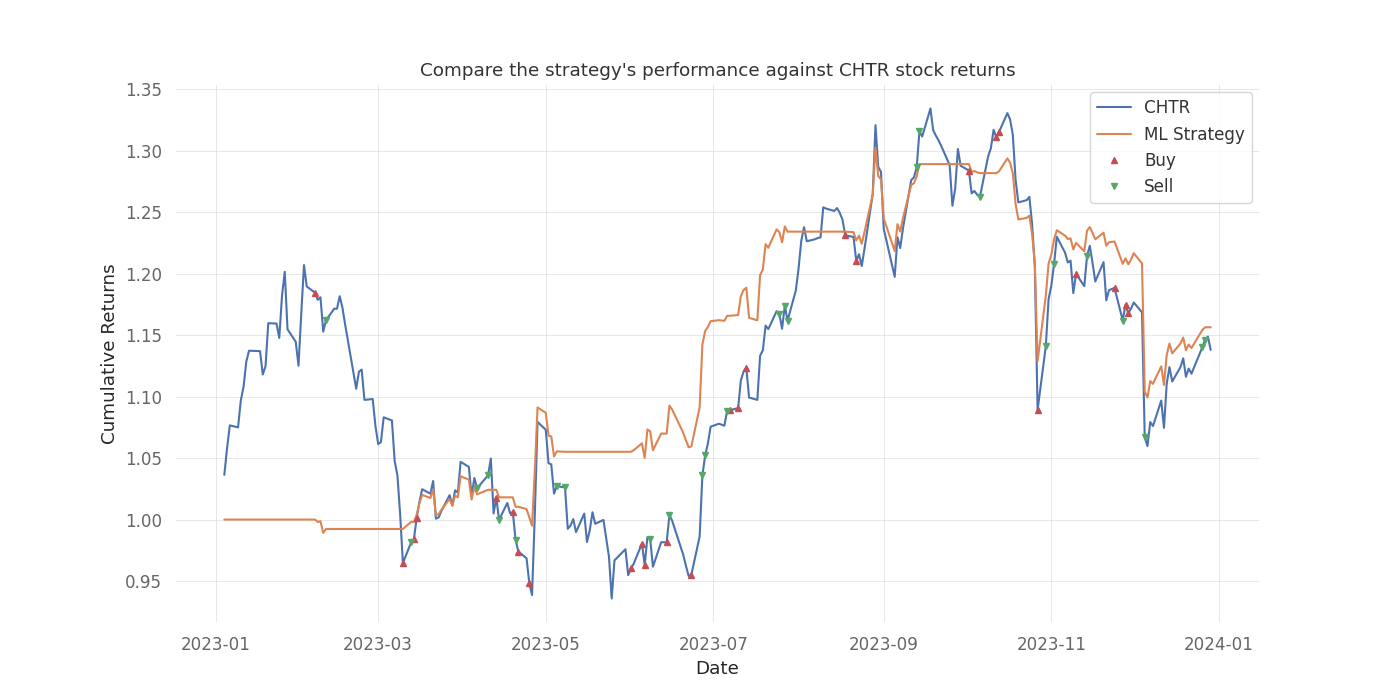 Compare the strategy's performance against CHTR stock returns
1.35
1.30
1.25
1.20
1.15
1.10
1.05
1.00
0.95
Cumulative Returns
CHTR
ML Strategy
Buy
Sell
2023-01
2023-03
2023-05
2023-07
2023-09
2023-11
2024-01
Date